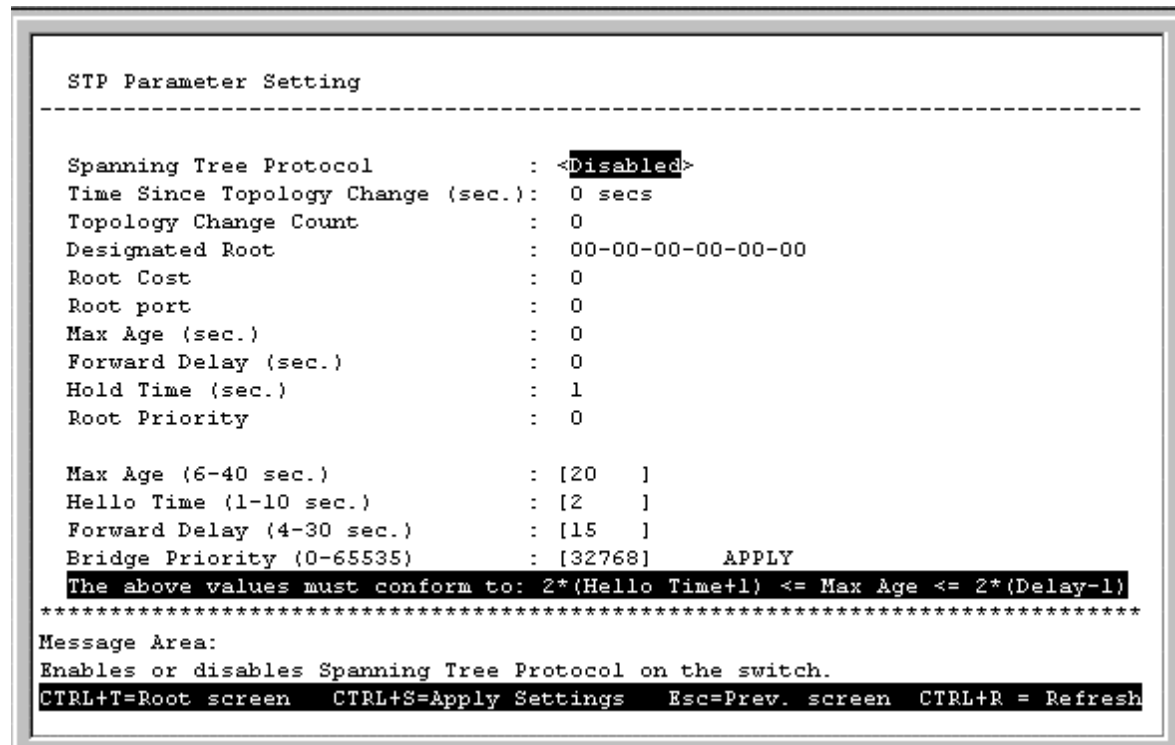 STP Parameter Setting
--------------------------------------------------------------------------------
Spanning Tree Protocol : <Disabled>
Time Since Topology Change (sec.): 0 secs
Topology Change Count : 0
Designated Root : 00-00-00-00-00-00
Root Cost : 0
Root port : 0
Max Age (sec.) : 0
Forward Delay (sec.) : 0
Hold Time (sec.) : 1
Root Priority : 0
Max Age (6-40 sec.) : [20 ]
Hello Time (1-10 sec.) : [2 ]
Forward Delay (4-30 sec.) : [15 ]
Bridge Priority (0-65535) : [32768] APPLY
The above values must conform to: 2*(Hello Time+1) <= Max Age <= 2*(Delay-1)
********************************************************************************
Message Area:
Enables or disables Spanning Tree Protocol on the switch.
CTRL+T=Root screen CTRL+S=Apply Settings Esc=Prev. screen CTRL+R = Refresh